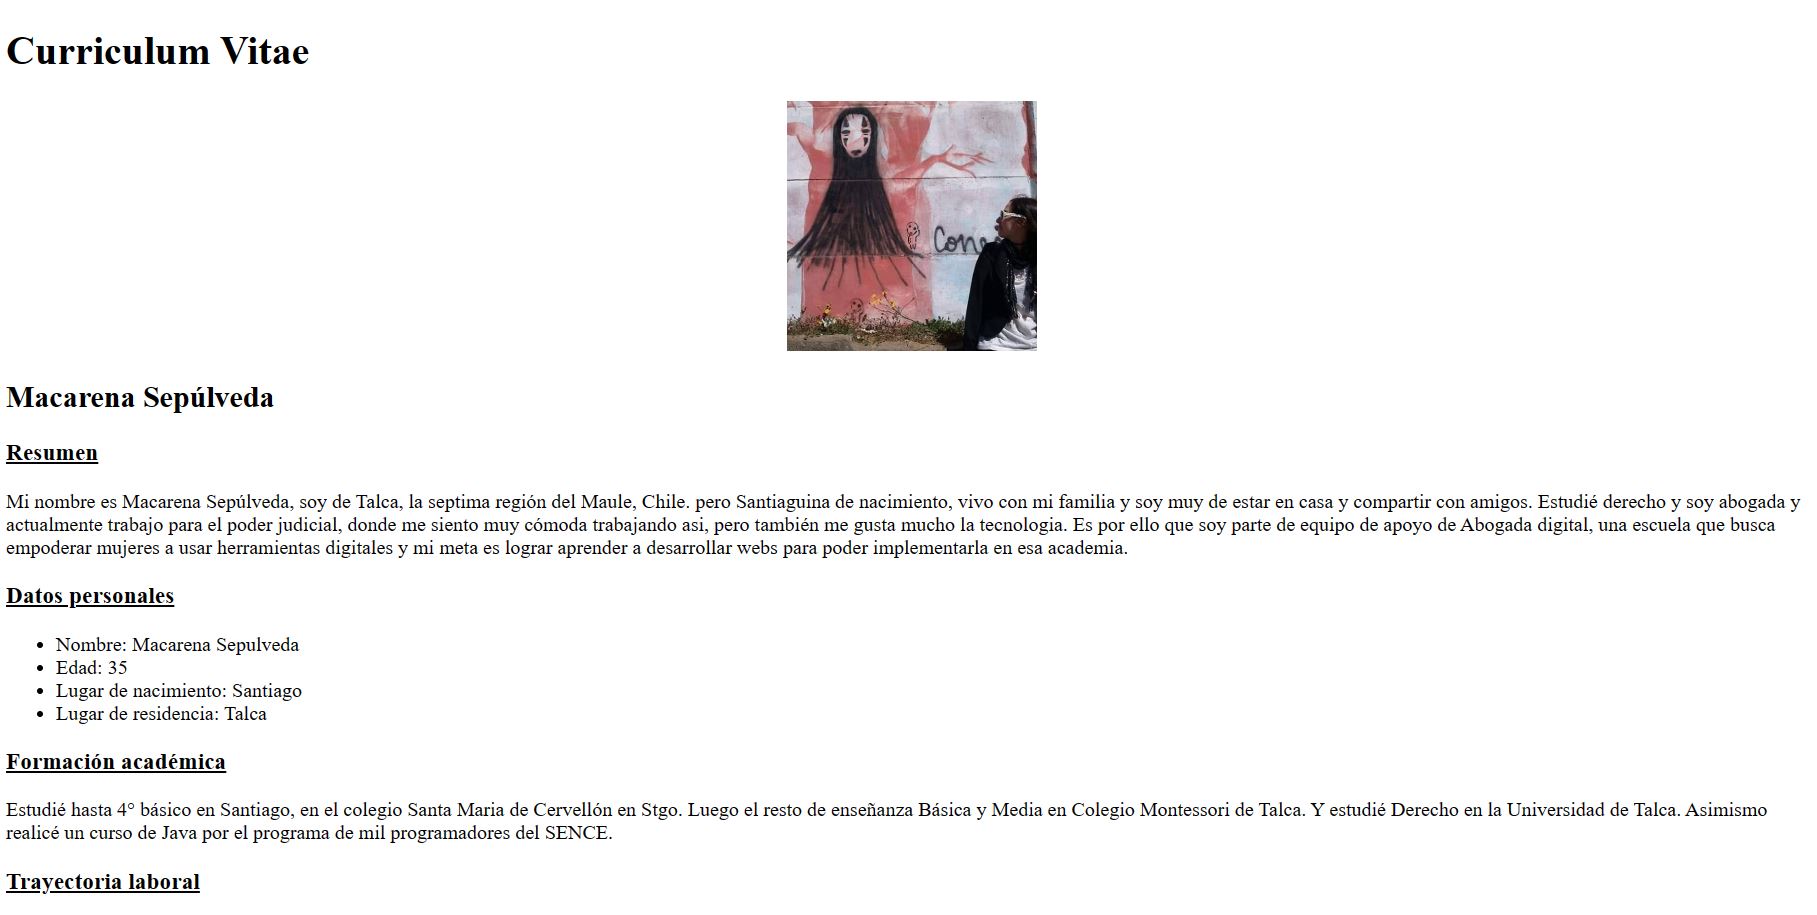 Curriculum Vitae
Cone
Macarena Sepúlveda
Resumen
Mi nombre es Macarena Sepúlveda, soy de Talca, la septima región del Maule, Chile. pero Santiaguina de nacimiento, vivo con mi familia y soy muy de estar en casa y compartir con amigos. Estudié derecho y soy abogada y
actualmente trabajo para el poder judicial, donde me siento muy cómoda trabajando asi, pero también me gusta mucho la tecnologia. Es por ello que soy parte de equipo de apoyo de Abogada digital, una escuela que busca
empoderar mujeres a usar herramientas digitales y mi meta es lograr aprender a desarrollar webs para poder implementarla en esa academia.
Datos personales
• Nombre: Macarena Sepulveda
• Edad: 35
• Lugar de nacimiento: Santiago
• Lugar de residencia: Talca
Formación académica
Estudié hasta 4° básico en Santiago, en el colegio Santa Maria de Cervellón en Stgo. Luego el resto de enseñanza Básica y Media en Colegio Montessori de Talca. Y estudié Derecho en la Universidad de Talca. Asimismo
realicé un curso de Java por el programa de mil programadores del SENCE.
Trayectoria laboral